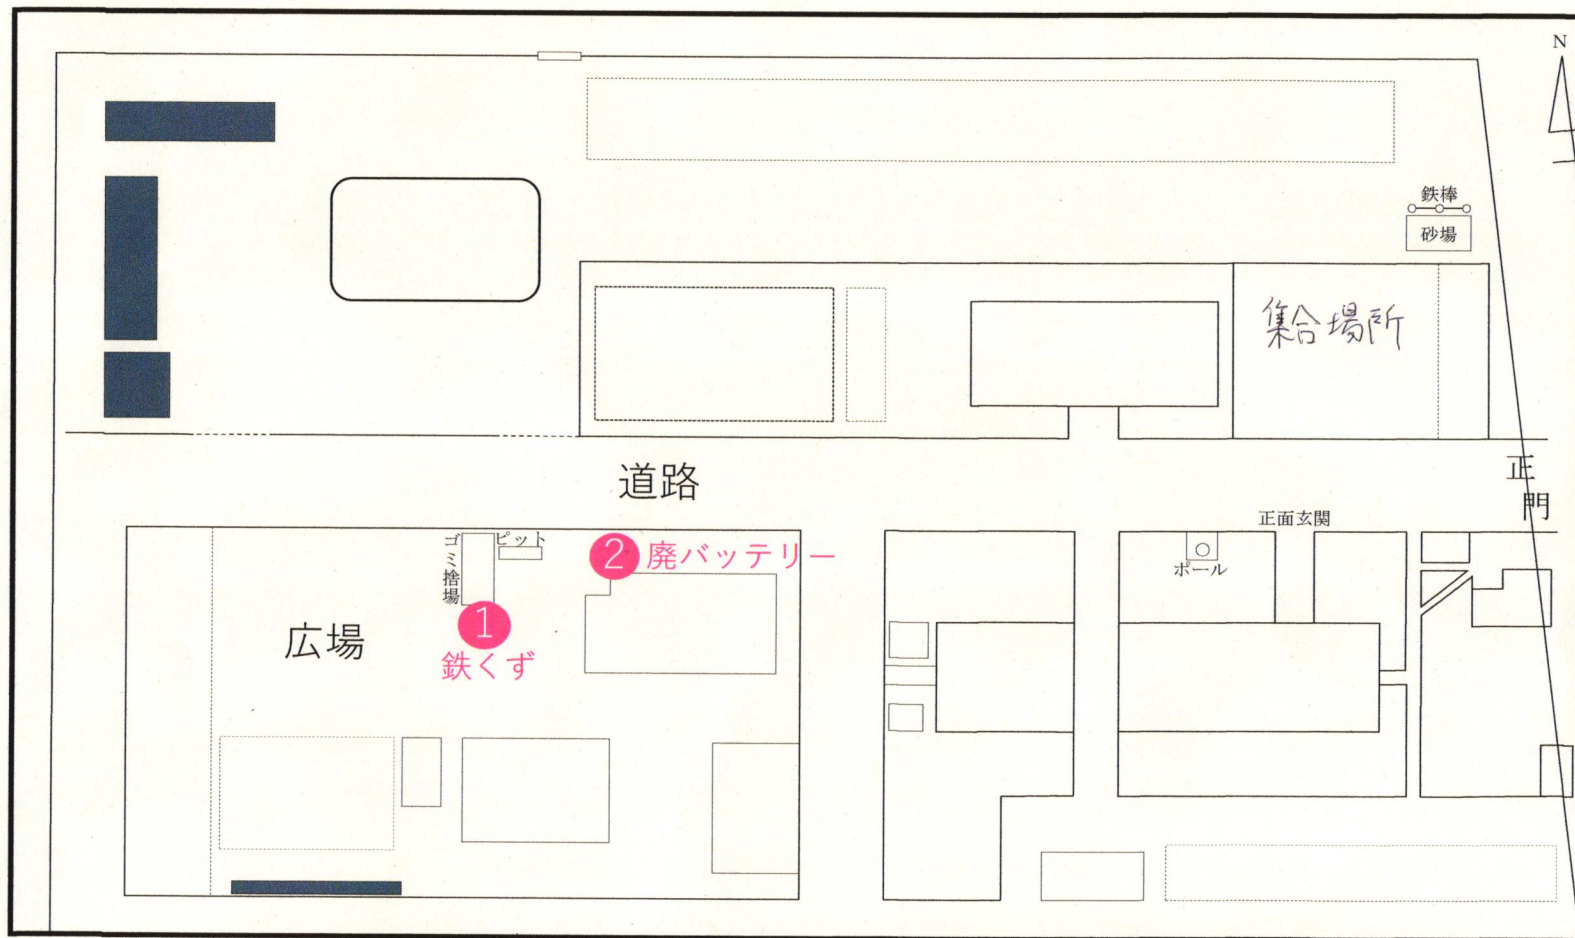 N
鉄棒
砂場
集合場所
道路
正門
正面玄関
ゴミ捨場
ピット
2 廃バッテリー
ポール
1
鉄くず
広場